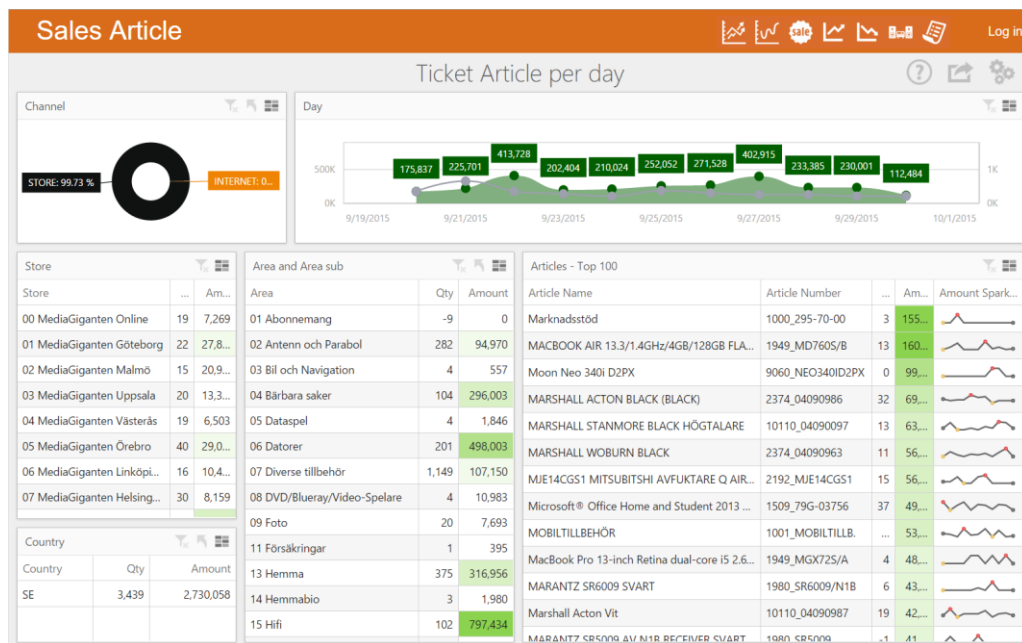 Sales Article
sale
Log in
Ticket Article per day
?
Channel
STORE: 99.73 %
INTERNET: 0...
Day
175,837 225,701 413,728 202,404 210,024 252,052 271,528 402,915 233,385 230,001 112,484
500K 1K
0K 0K
9/19/2015 9/21/2015 9/23/2015 9/25/2015 9/27/2015 9/29/2015 10/1/2015
Store
Store ... Am...
00 MediaGiganten Online 19 7,269
01 MediaGiganten Göteborg 22 27,8...
02 MediaGiganten Malmö 15 20,9...
03 MediaGiganten Uppsala 20 13,3...
04 MediaGiganten Västerås 19 6,503
05 MediaGiganten Örebro 40 29,0...
06 MediaGiganten Linköpi... 16 10,4...
07 MediaGiganten Helsing... 30 8,159
Country
Country Qty Amount
SE 3,439 2,730,058
Area and Area sub
Area Qty Amount
01 Abonnemang -9 0
02 Antenn och Parabol 282 94,970
03 Bil och Navigation 4 557
04 Bärbara saker 104 296,003
05 Dataspel 4 1,846
06 Datorer 201 498,003
07 Diverse tillbehör 1,149 107,150
08 DVD/Blueray/Video-Spelare 4 10,983
09 Foto 20 7,693
11 Försäkringar 1 395
13 Hemma 375 316,956
14 Hemmabio 3 1,980
15 Hifi 102 797,434
Articles - Top 100
Article Name Article Number ... Am... Amount Spark...
Marknadsstöd 1000_295-70-00 3 155...
MACBOOK AIR 13.3/1.4GHz/4GB/128GB FLA... 1949_MD760S/B 13 160...
Moon Neo 340i D2PX 9060_NEO340ID2PX 0 99,...
MARSHALL ACTON BLACK (BLACK) 2374_04090986 32 69,...
MARSHALL STANMORE BLACK HÖGTALARE 10110_04090097 13 63,...
MARSHALL WOBURN BLACK 2374_04090963 11 56,...
MJE14CGS1 MITSUBITSHI AVFUKTARE Q AIR... 2192_MJE14CGS1 15 56,...
Microsoft® Office Home and Student 2013 ... 1509_79G-03756 37 49,...
MOBILTILLBEHÖR 1001_MOBILTILLB. ... 53,...
MacBook Pro 13-inch Retina dual-core i5 2.6... 1949_MGX72S/A 4 48,...
MARANTZ SR6009 SVART 1980_SR6009/N1B 6 43,...
Marshall Acton Vit 10110_04090987 19 42,...
MARANTZ SR5009 AV N1B RECEIVER SVART 1980_SR5009 -1 41